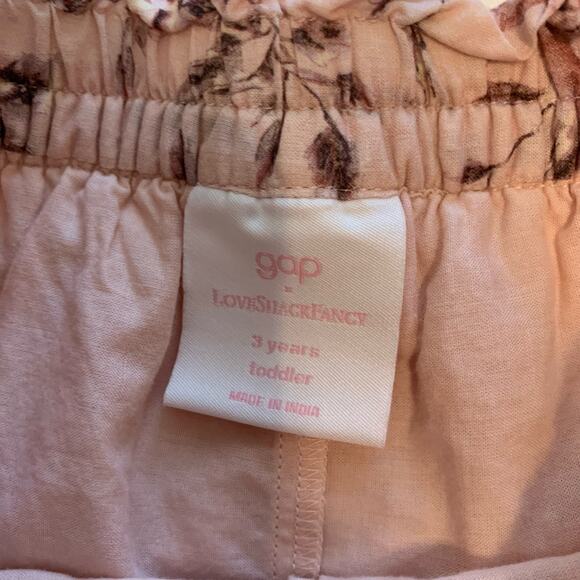 gap
×
LOVESHACKFANCY
3 years
toddler
MADE IN INDIA